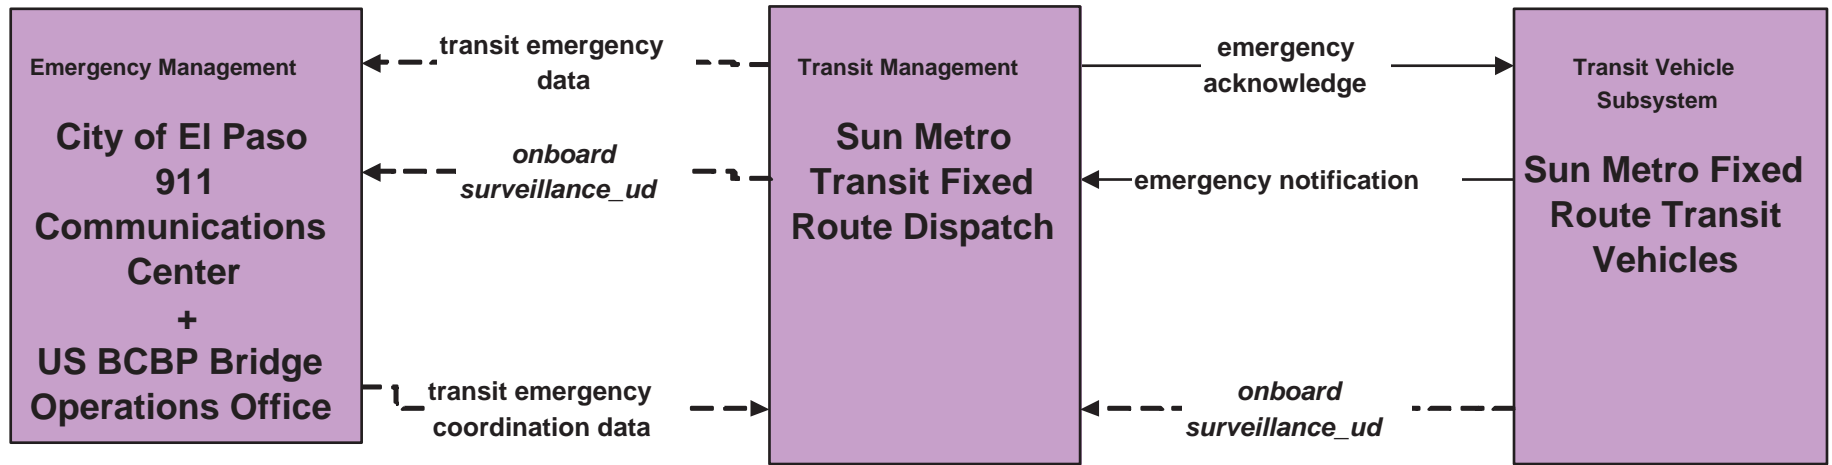 Emergency Management
City of El Paso
911
Communications
Center
+
US BCBP Bridge
Operations Office
transit emergency
data
onboard
surveillance_ud
transit emergency
coordination data
Transit Management
Sun Metro
Transit Fixed
Route Dispatch
emergency
acknowledge
emergency notification
onboard
surveillance_ud
Transit Vehicle
Subsystem
Sun Metro Fixed
Route Transit
Vehicles